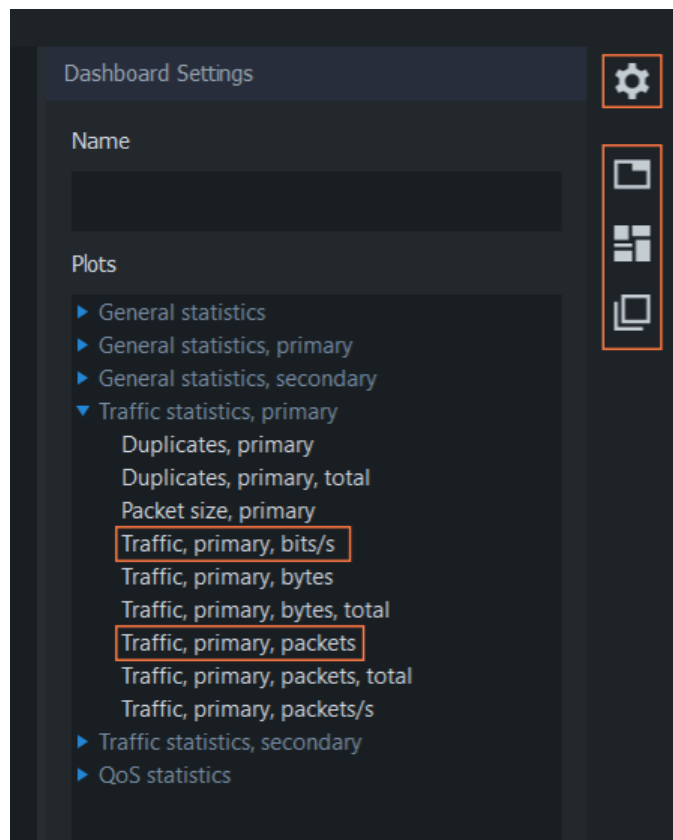 Dashboard Settings
Name
Plots
General statistics
General statistics, primary
General statistics, secondary
Traffic statistics, primary
Duplicates, primary
Duplicates, primary, total
Packet size, primary
Traffic, primary, bits/s
Traffic, primary, bytes
Traffic, primary, bytes, total
Traffic, primary, packets
Traffic, primary, packets, total
Traffic, primary, packets/s
Traffic statistics, secondary
QoS statistics